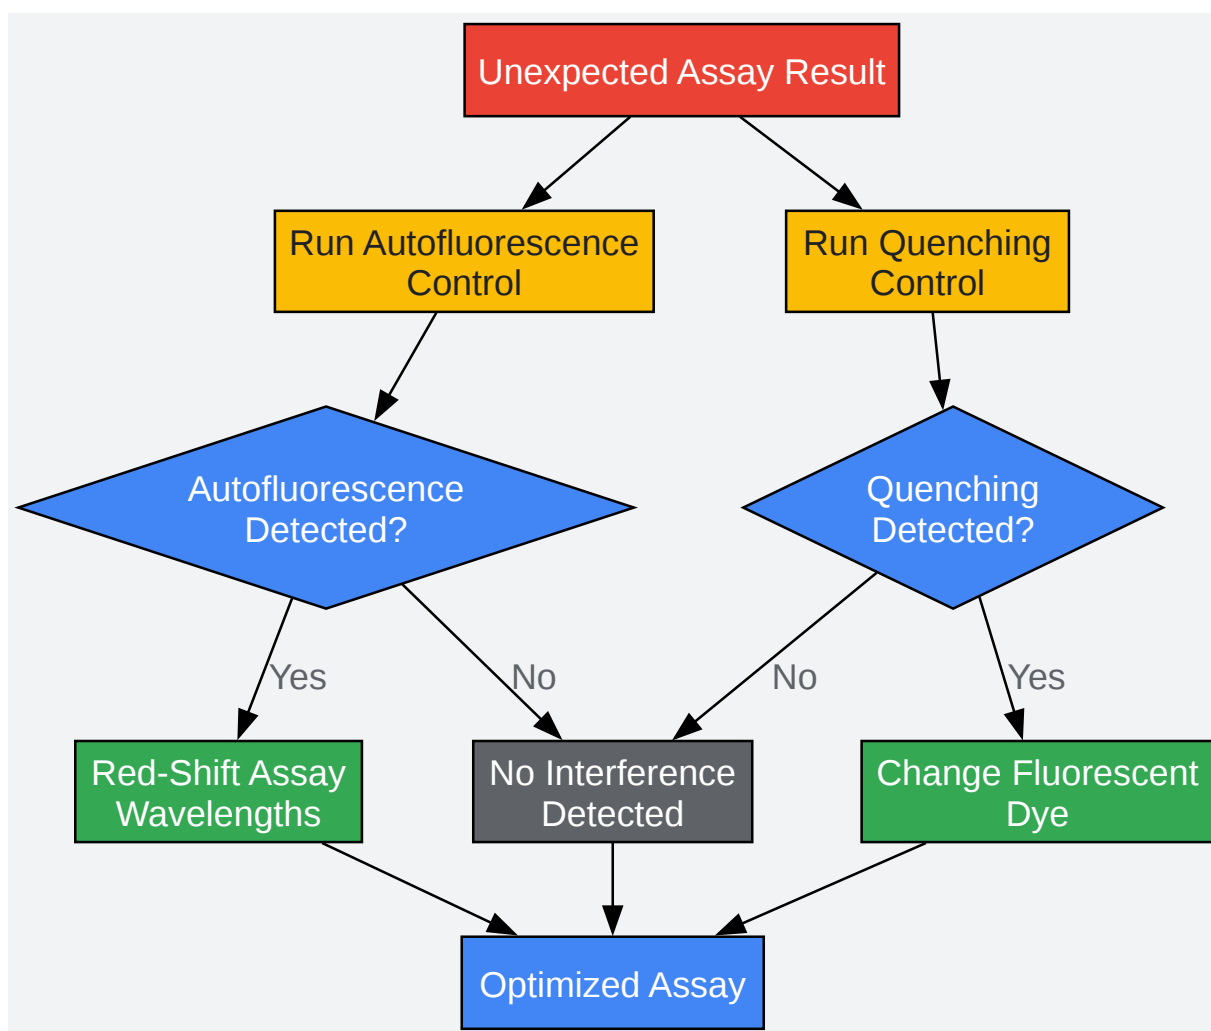 Unexpected Assay Result
Run Autofluorescence
Control
Run Quenching
Control
Autofluorescence
Detected?
Quenching
Detected?
Yes
No
No
Yes
Red-Shift Assay
Wavelengths
No Interference
Detected
Change Fluorescent
Dye
Optimized Assay